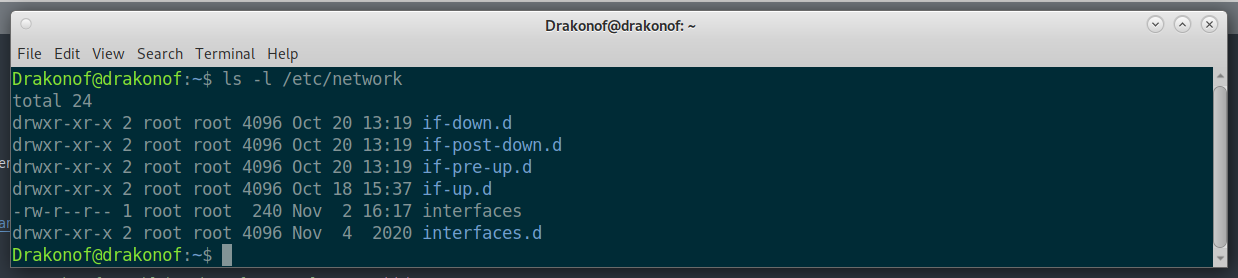 Drakonof@drakonof: ~
File Edit View Search Terminal Help
Drakonof@drakonof:~$ ls -l /etc/network
total 24
drwxr-xr-x 2 root root 4096 Oct 20 13:19 if-down.d
drwxr-xr-x 2 root root 4096 Oct 20 13:19 if-post-down.d
drwxr-xr-x 2 root root 4096 Oct 20 13:19 if-pre-up.d
drwxr-xr-x 2 root root 4096 Oct 18 15:37 if-up.d
-rw-r--r-- 1 root root  240 Nov  2 16:17 interfaces
drwxr-xr-x 2 root root 4096 Nov  4  2020 interfaces.d
Drakonof@drakonof:~$